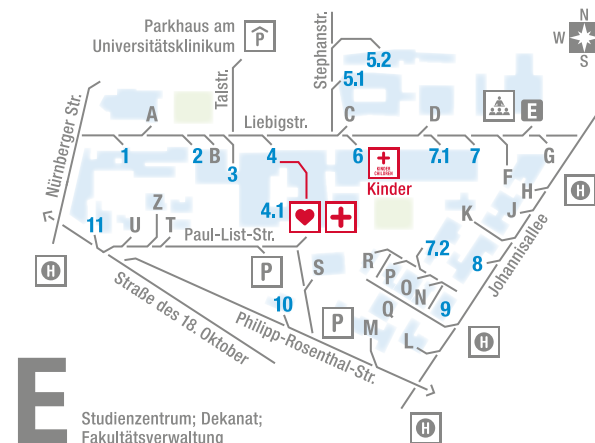 Parkhaus am
Universitätsklinikum
P
Stephanstr.
N
W
S
5.2
5.1
Talstr.
Nürnberger Str.
A
Liebigstr.
C
D
E
1
2
B
3
4
6
KINDER
CHILDREN
Kinder
7.1
7
F
G
H
H
J
K
4.1
11
U
Z
T
Paul-List-Str.
P
S
R
P
O
N
7.2
8
9
Johannisallee
H
Straße des 18. Oktober
10
Philipp-Rosenthal-Str.
P
Q
M
L
H
H
E
Studienzentrum; Dekanat;
Fakultätsverwaltung